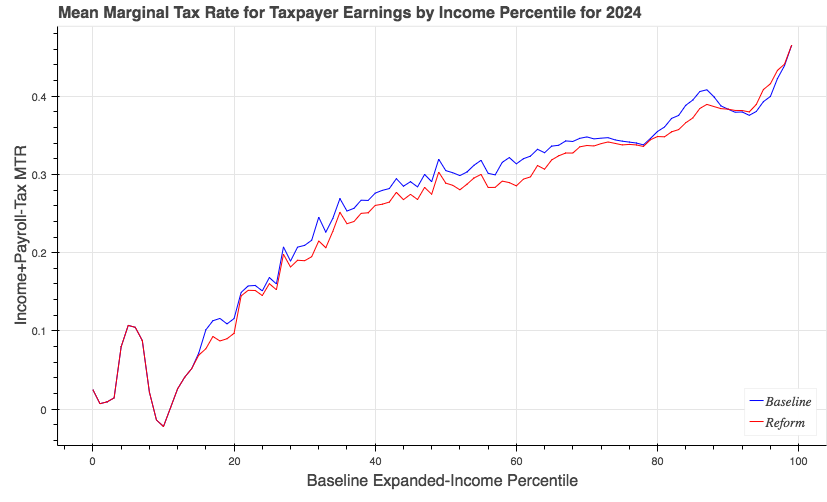 Mean Marginal Tax Rate for Taxpayer Earnings by Income Percentile for 2024
Income+Payroll-Tax MTR
0.4
0.3
0.2
0.1
0
0 20 40 60 80 100
Baseline Expanded-Income Percentile
Baseline
Reform